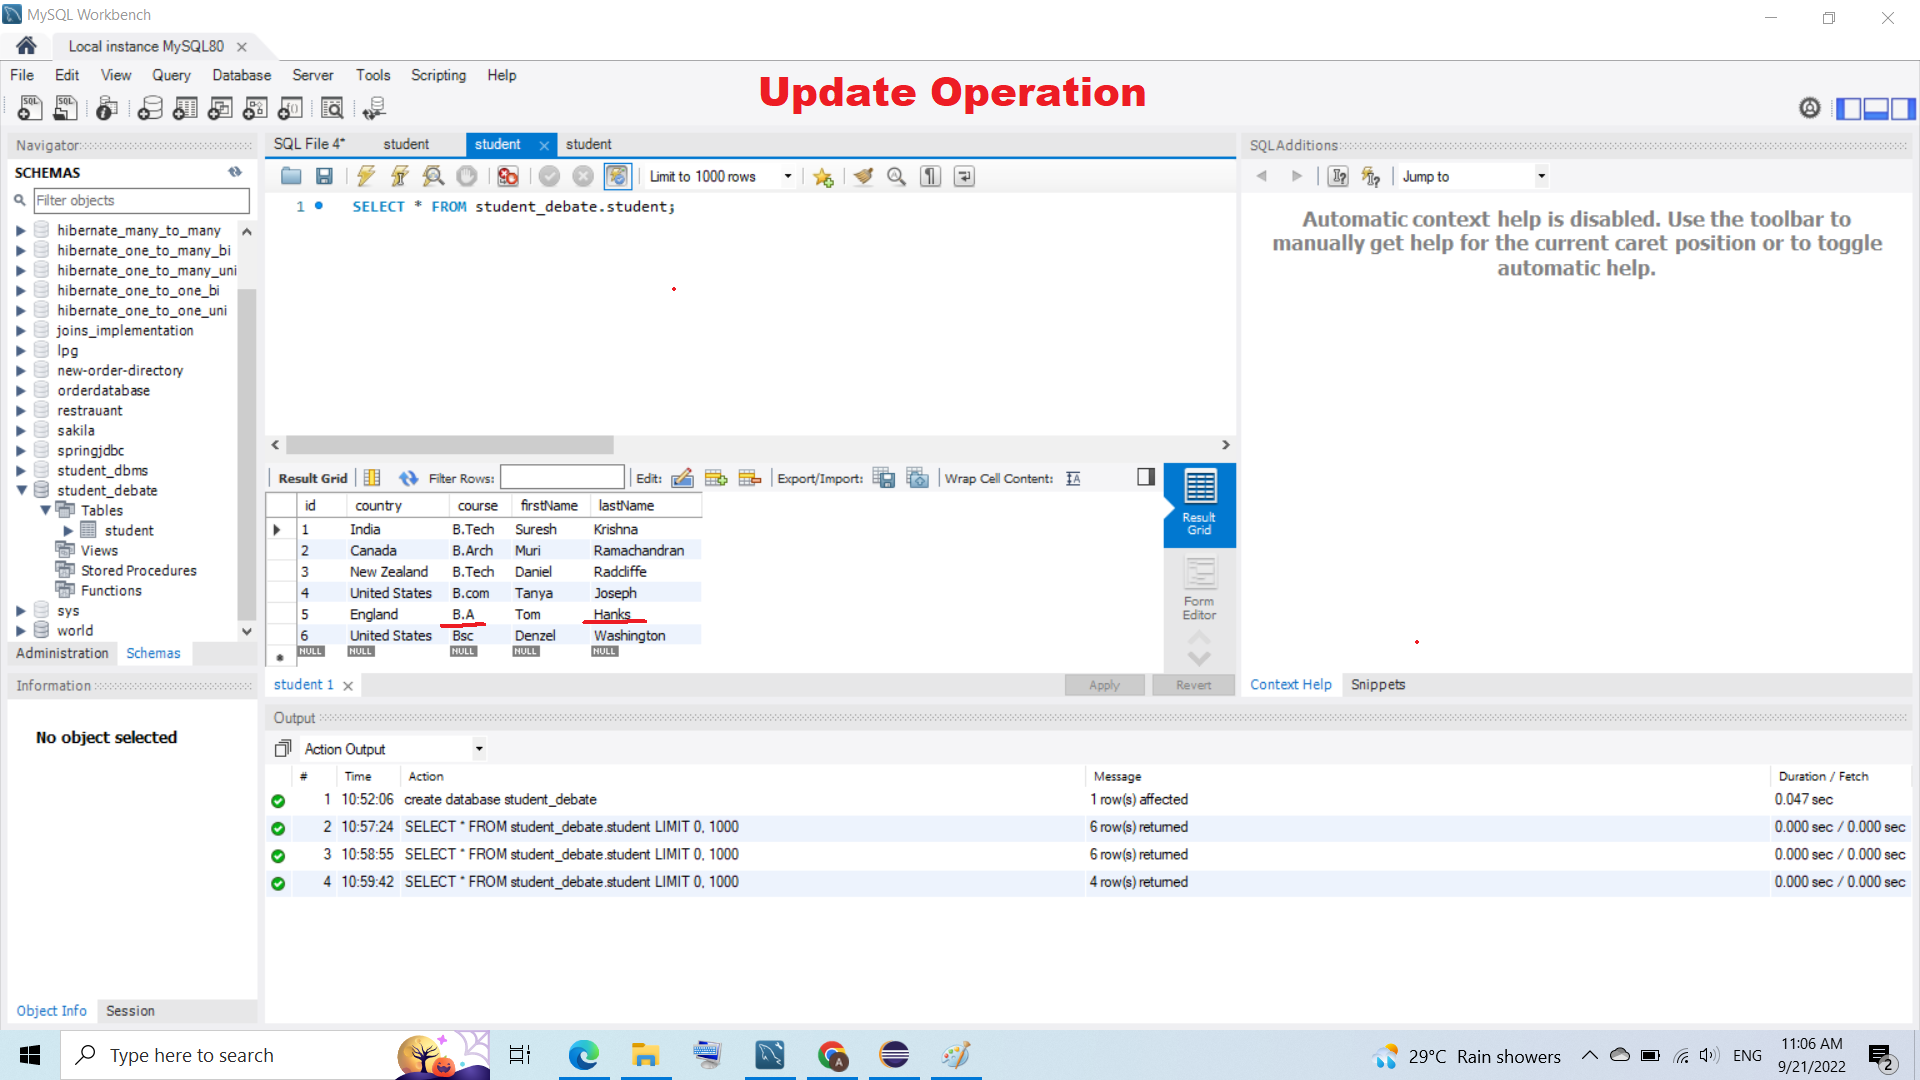 MySQL Workbench
Local instance MySQL80
File Edit View Query Database Server Tools Scripting Help
Update Operation
Navigator
SCHEMAS
Filter objects
hibernate_many_to_many
hibernate_one_to_many_bi
hibernate_one_to_many_uni
hibernate_one_to_one_bi
hibernate_one_to_one_uni
joins_implementation
lpg
new-order-directory
orderdatabase
restrauant
sakila
springjdbc
student_dbms
student_debate
Tables
student
Views
Stored Procedures
Functions
sys
world
Administration Schemas
Information
No object selected
Object Info Session
SQL File 4* student student student
Limit to 1000 rows
1 SELECT * FROM student_debate.student;
Result Grid Filter Rows: Edit: Export/Import: Wrap Cell Content:
id country course firstName lastName
1 India B.Tech Suresh Krishna
2 Canada B.Arch Muri Ramachandran
3 New Zealand B.Tech Daniel Radcliffe
4 United States B.com Tanya Joseph
5 England B.A Tom Hanks
6 United States Bsc Denzel Washington
NULL NULL NULL NULL NULL
Result
Grid
Form
Editor
student 1
Apply Revert
SQLAdditions
Jump to
Automatic context help is disabled. Use the toolbar to
manually get help for the current caret position or to toggle
automatic help.
Context Help Snippets
Output
Action Output
# Time Action Message Duration / Fetch
1 10:52:06 create database student_debate 1 row(s) affected 0.047 sec
2 10:57:24 SELECT * FROM student_debate.student LIMIT 0, 1000 6 row(s) returned 0.000 sec / 0.000 sec
3 10:58:55 SELECT * FROM student_debate.student LIMIT 0, 1000 6 row(s) returned 0.000 sec / 0.000 sec
4 10:59:42 SELECT * FROM student_debate.student LIMIT 0, 1000 4 row(s) returned 0.000 sec / 0.000 sec
Type here to search
29°C Rain showers
ENG
11:06 AM
9/21/2022
2